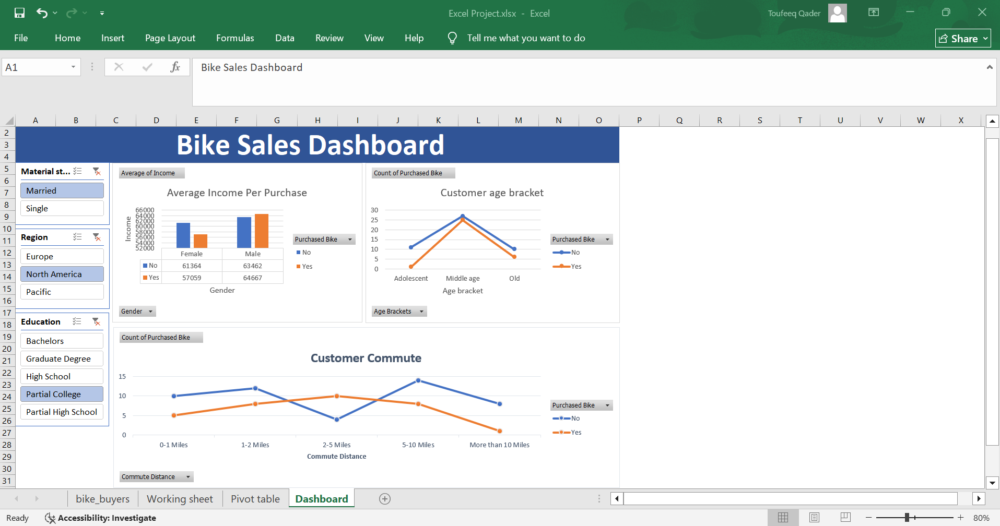 Excel Project.xlsx - Excel
Toufeeq Qader
File Home Insert Page Layout Formulas Data Review View Help Tell me what you want to do Share
A1 fx Bike Sales Dashboard
A B C D E F G H I J K L M N O P Q R S T U V W X
2
3
4
5
6
7
8
9
10
11
12
13
14
15
16
17
18
19
20
21
22
23
24
25
26
27
28
29
30
31
Bike Sales Dashboard
Material st...
Married
Single
Region
Europe
North America
Pacific
Education
Bachelors
Graduate Degree
High School
Partial College
Partial High School
Average of Income
Average Income Per Purchase
Income
66000
64000
62000
60000
58000
56000
54000
52000
Female Male
No 61364 63462
Yes 57059 64667
Gender
Purchased Bike
No
Yes
Gender
Count of Purchased Bike
Customer age bracket
30
25
20
15
10
5
0
Adolescent Middle age Old
Age bracket
Purchased Bike
No
Yes
Age Brackets
Count of Purchased Bike
Customer Commute
15
10
5
0
0-1 Miles 1-2 Miles 2-5 Miles 5-10 Miles More than 10 Miles
Commute Distance
Purchased Bike
No
Yes
Commute Distance
bike_buyers Working sheet Pivot table Dashboard
Ready Accessibility: Investigate 80%